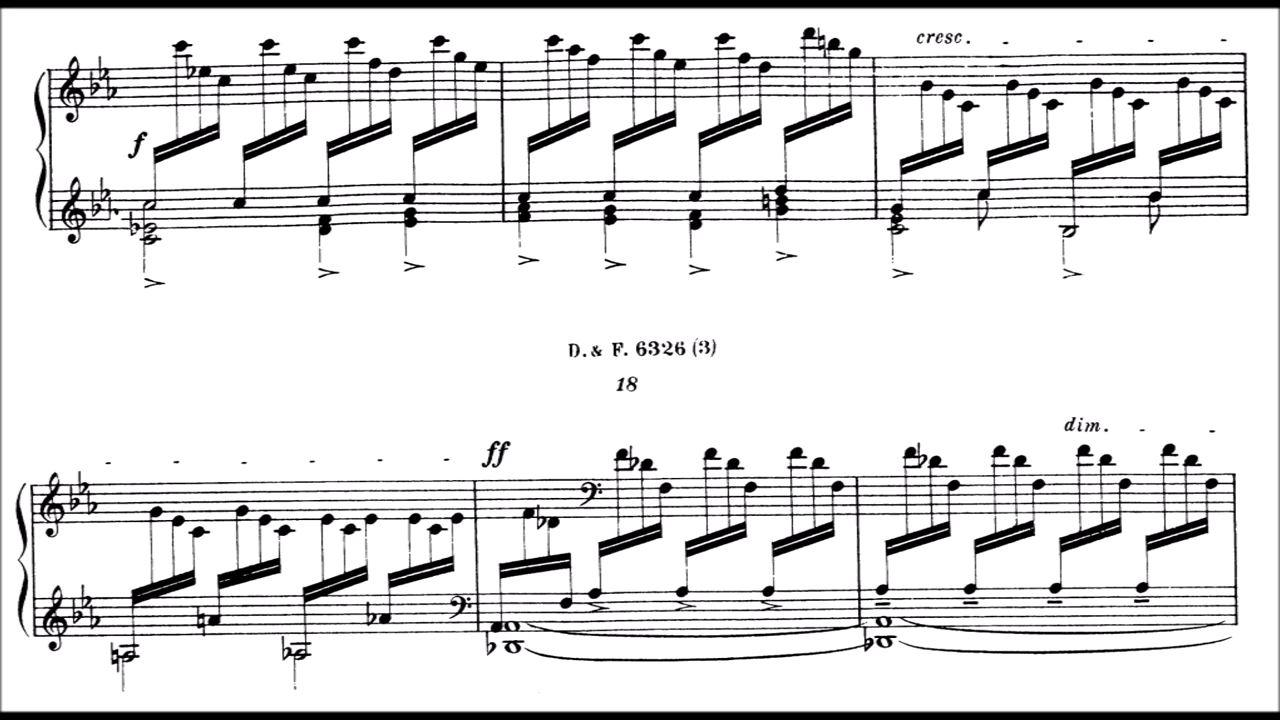 cresc. - - - -
f
D. & F. 6326 (3)
18
- - - - - - ff dim. - -